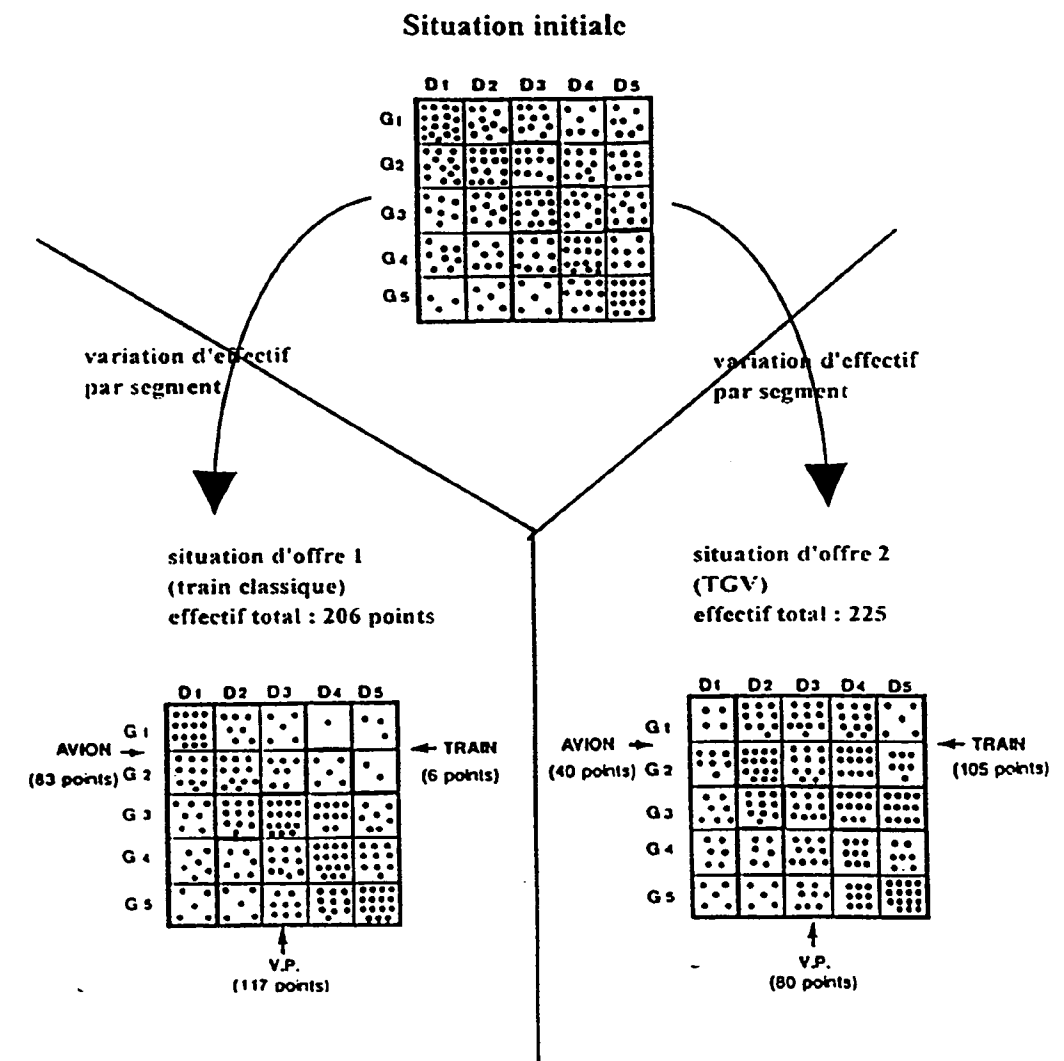 Situation initiale
D1 D2 D3 D4 D5
G1
G2
G3
G4
G5
variation d'effectif
par segment
variation d'effectif
par segment
situation d'offre 1
(train classique)
effectif total : 206 points
D1 D2 D3 D4 D5
G1
AVION
(83 points)
G2
G3
G4
G5
TRAIN
(6 points)
V.P.
(117 points)
situation d'offre 2
(TGV)
effectif total : 225
D1 D2 D3 D4 D5
G1
AVION
(40 points)
G2
G3
G4
G5
TRAIN
(105 points)
V.P.
(80 points)